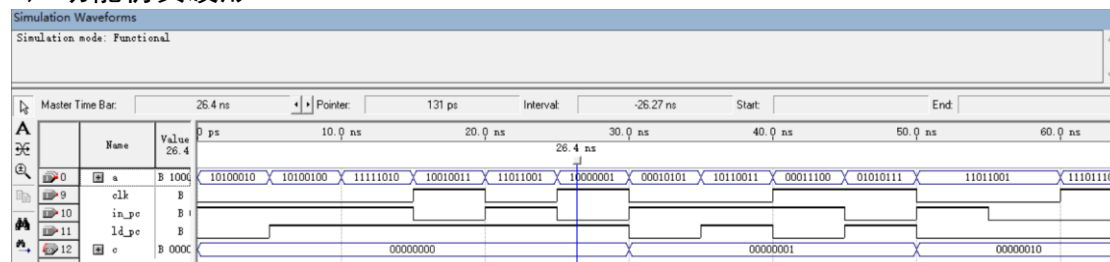 Simulation Waveforms
Simulation mode: Functional
Master Time Bar: 26.4 ns Pointer: 131 ps Interval: -26.27 ns Start: End:
Name Value 26.4 0 ps 10.0 ns 20.0 ns 30.0 ns 40.0 ns 50.0 ns 60.0 ns
26.4 ns
0 a B 1000 10100010 10100100 11111010 10010011 11011001 10000001 00010101 10110011 00011100 01010111 11011001 11101110
9 clk B
10 in_pc B
11 ld_pc B
12 c B 0000 00000000 00000001 00000010